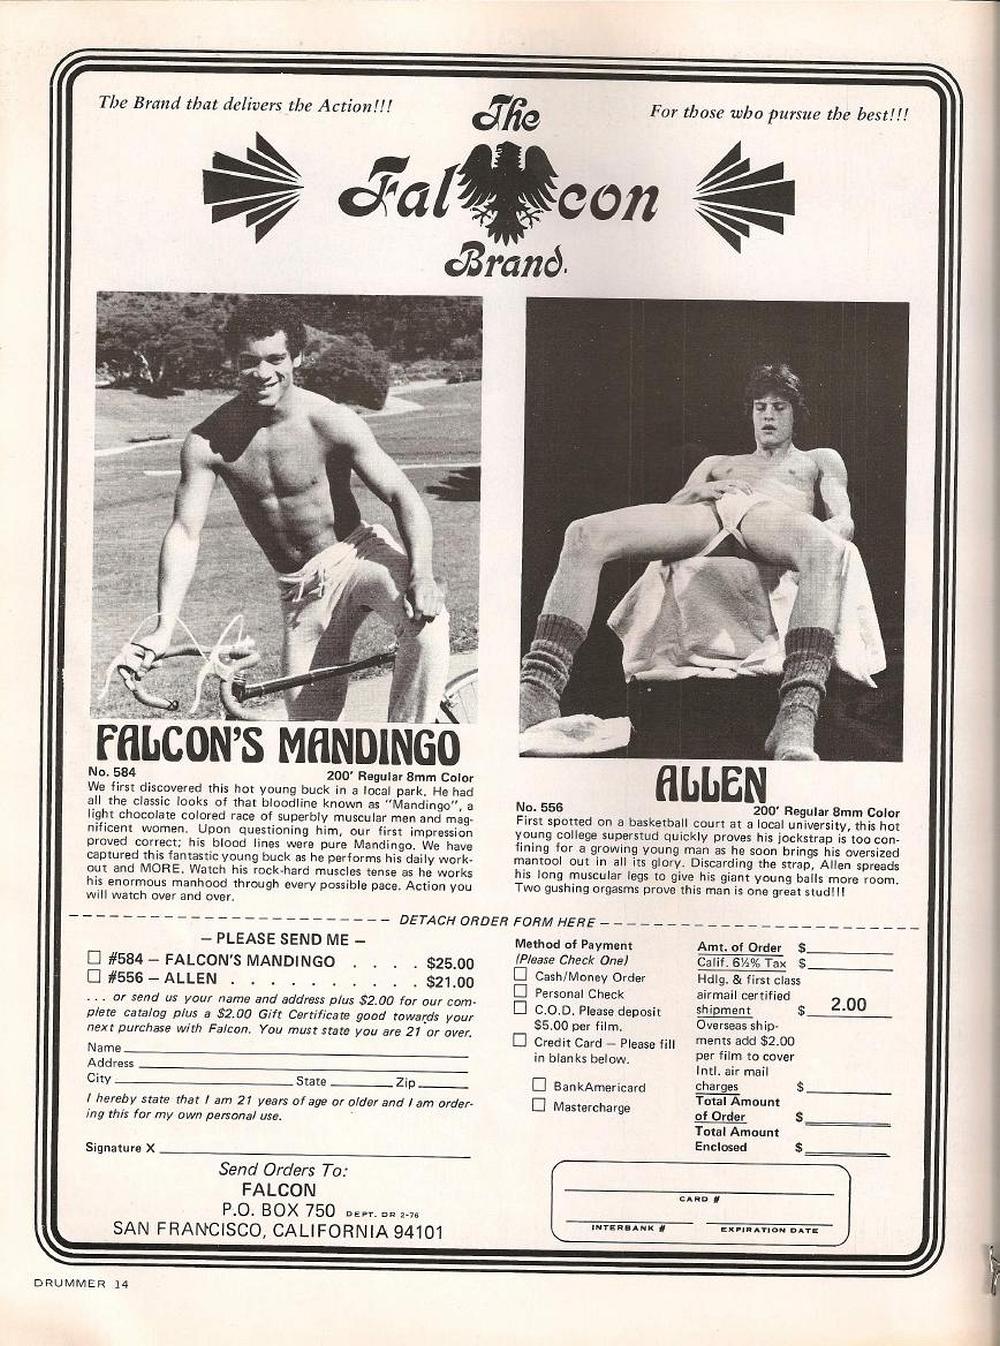 The Brand that delivers the Action!!!
For those who pursue the best!!!
The
Falcon
Brand.
FALCON'S MANDINGO
No. 584 200' Regular 8mm Color
We first discovered this hot young buck in a local park. He had
all the classic looks of that bloodline known as "Mandingo", a
light chocolate colored race of superbly muscular men and mag-
nificent women. Upon questioning him, our first impression
proved correct; his blood lines were pure Mandingo. We have
captured this fantastic young buck as he performs his daily work-
out and MORE. Watch his rock-hard muscles tense as he works
his enormous manhood through every possible pace. Action you
will watch over and over.
ALLEN
No. 556 200' Regular 8mm Color
First spotted on a basketball court at a local university, this hot
young college superstud quickly proves his jockstrap is too con-
fining for a growing young man as he soon brings his oversized
mantool out in all its glory. Discarding the strap, Allen spreads
his long muscular legs to give his giant young balls more room.
Two gushing orgasms prove this man is one great stud!!!
DETACH ORDER FORM HERE
— PLEASE SEND ME —
#584 — FALCON'S MANDINGO . . . . $25.00
#556 — ALLEN . . . . . . . . . . $21.00
. . . or send us your name and address plus $2.00 for our com-
plete catalog plus a $2.00 Gift Certificate good towards your
next purchase with Falcon. You must state you are 21 or over.
Name
Address
City State Zip
I hereby state that I am 21 years of age or older and I am order-
ing this for my own personal use.
Signature X
Send Orders To:
FALCON
P.O. BOX 750 DEPT. DR 2-76
SAN FRANCISCO, CALIFORNIA 94101
Method of Payment
(Please Check One)
Cash/Money Order
Personal Check
C.O.D. Please deposit
$5.00 per film.
Credit Card — Please fill
in blanks below.
BankAmericard
Mastercharge
Amt. of Order $
Calif. 6½% Tax $
Hdlg. & first class
airmail certified
shipment $ 2.00
Overseas ship-
ments add $2.00
per film to cover
Intl. air mail
charges $
Total Amount
of Order $
Total Amount
Enclosed $
CARD #
INTERBANK # EXPIRATION DATE
DRUMMER 14